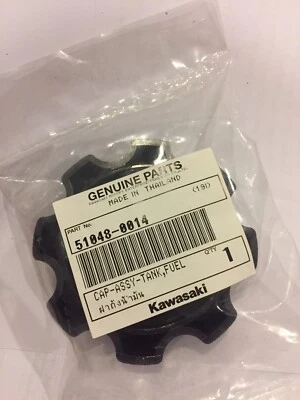 GENUINE PARTS
MADE IN THAILAND (19I)
PART No.
51048-0014
CAP-ASSY-TANK,FUEL
ฝาถังน้ำมัน
QTY 1
Kawasaki